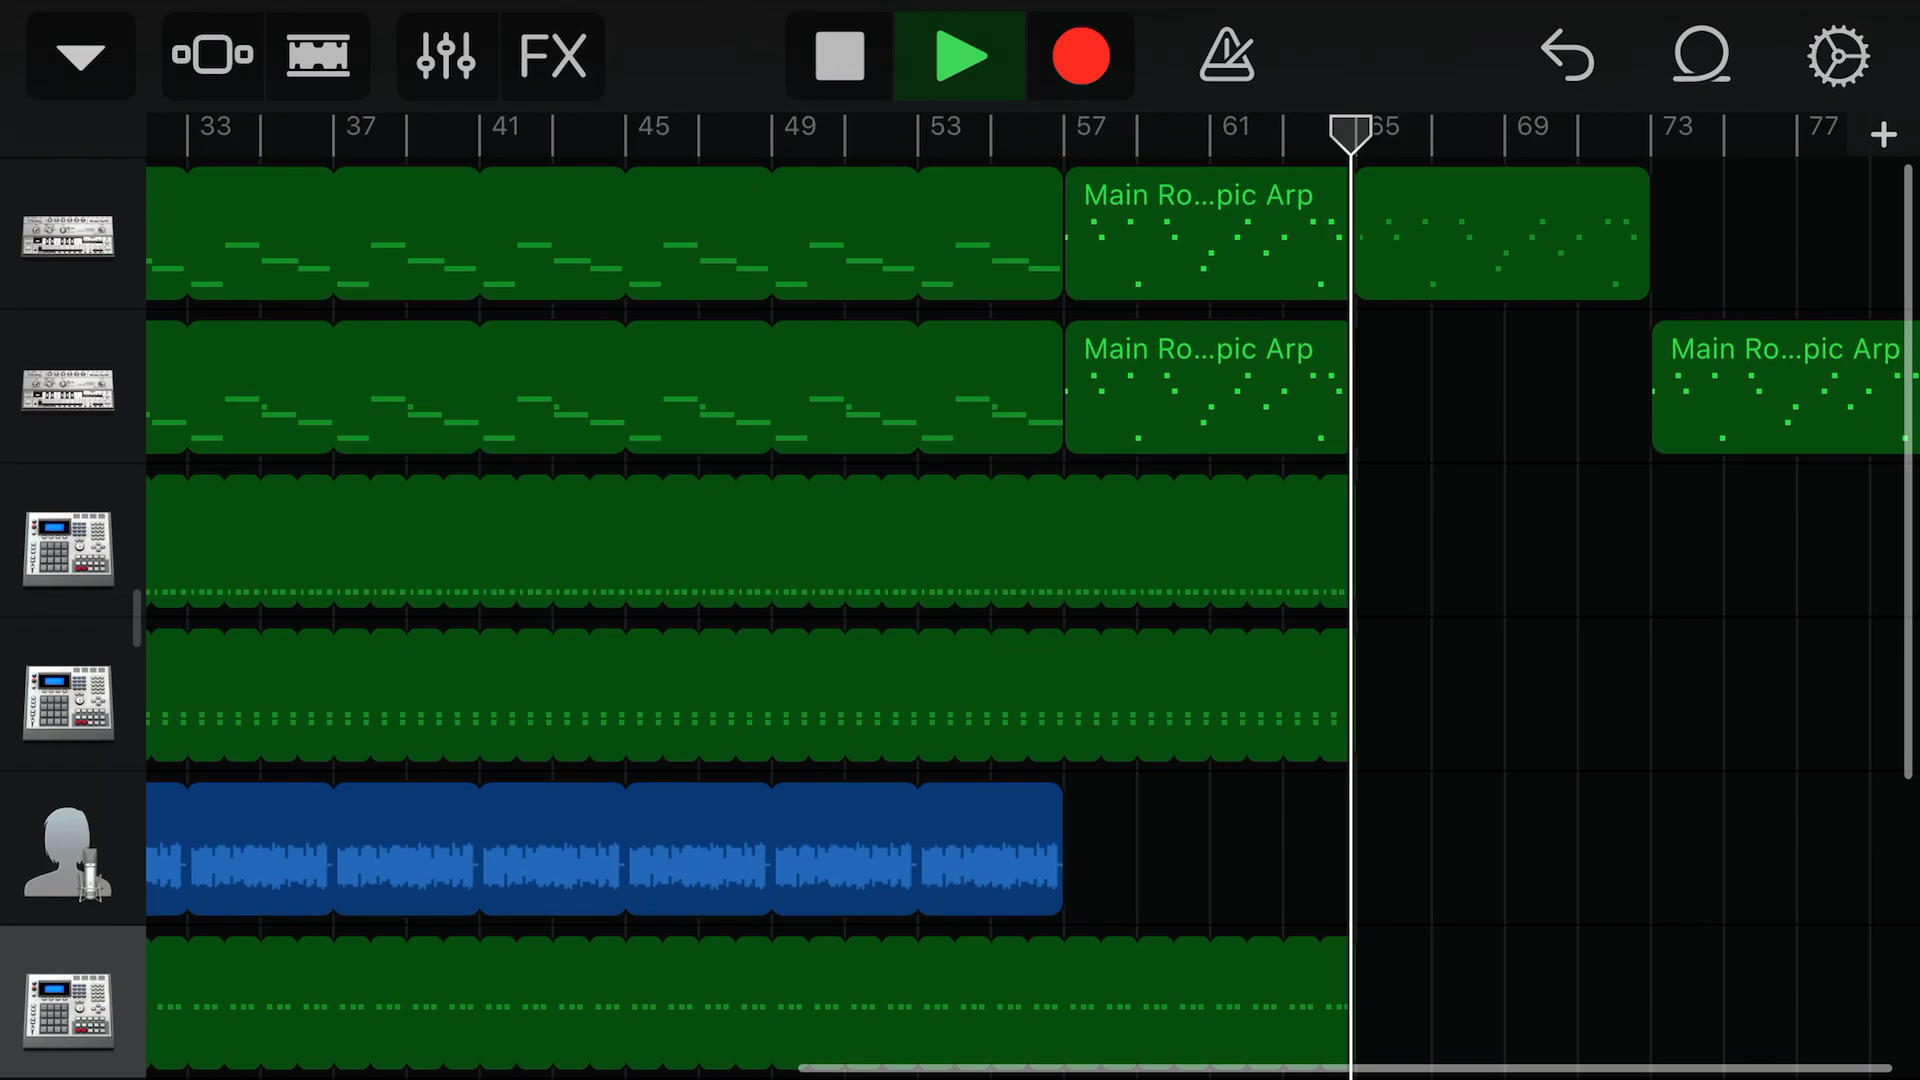 FX
33 37 41 45 49 53 57 61 65 69 73 77 +
Main Ro...pic Arp
Main Ro...pic Arp
Main Ro...pic Arp